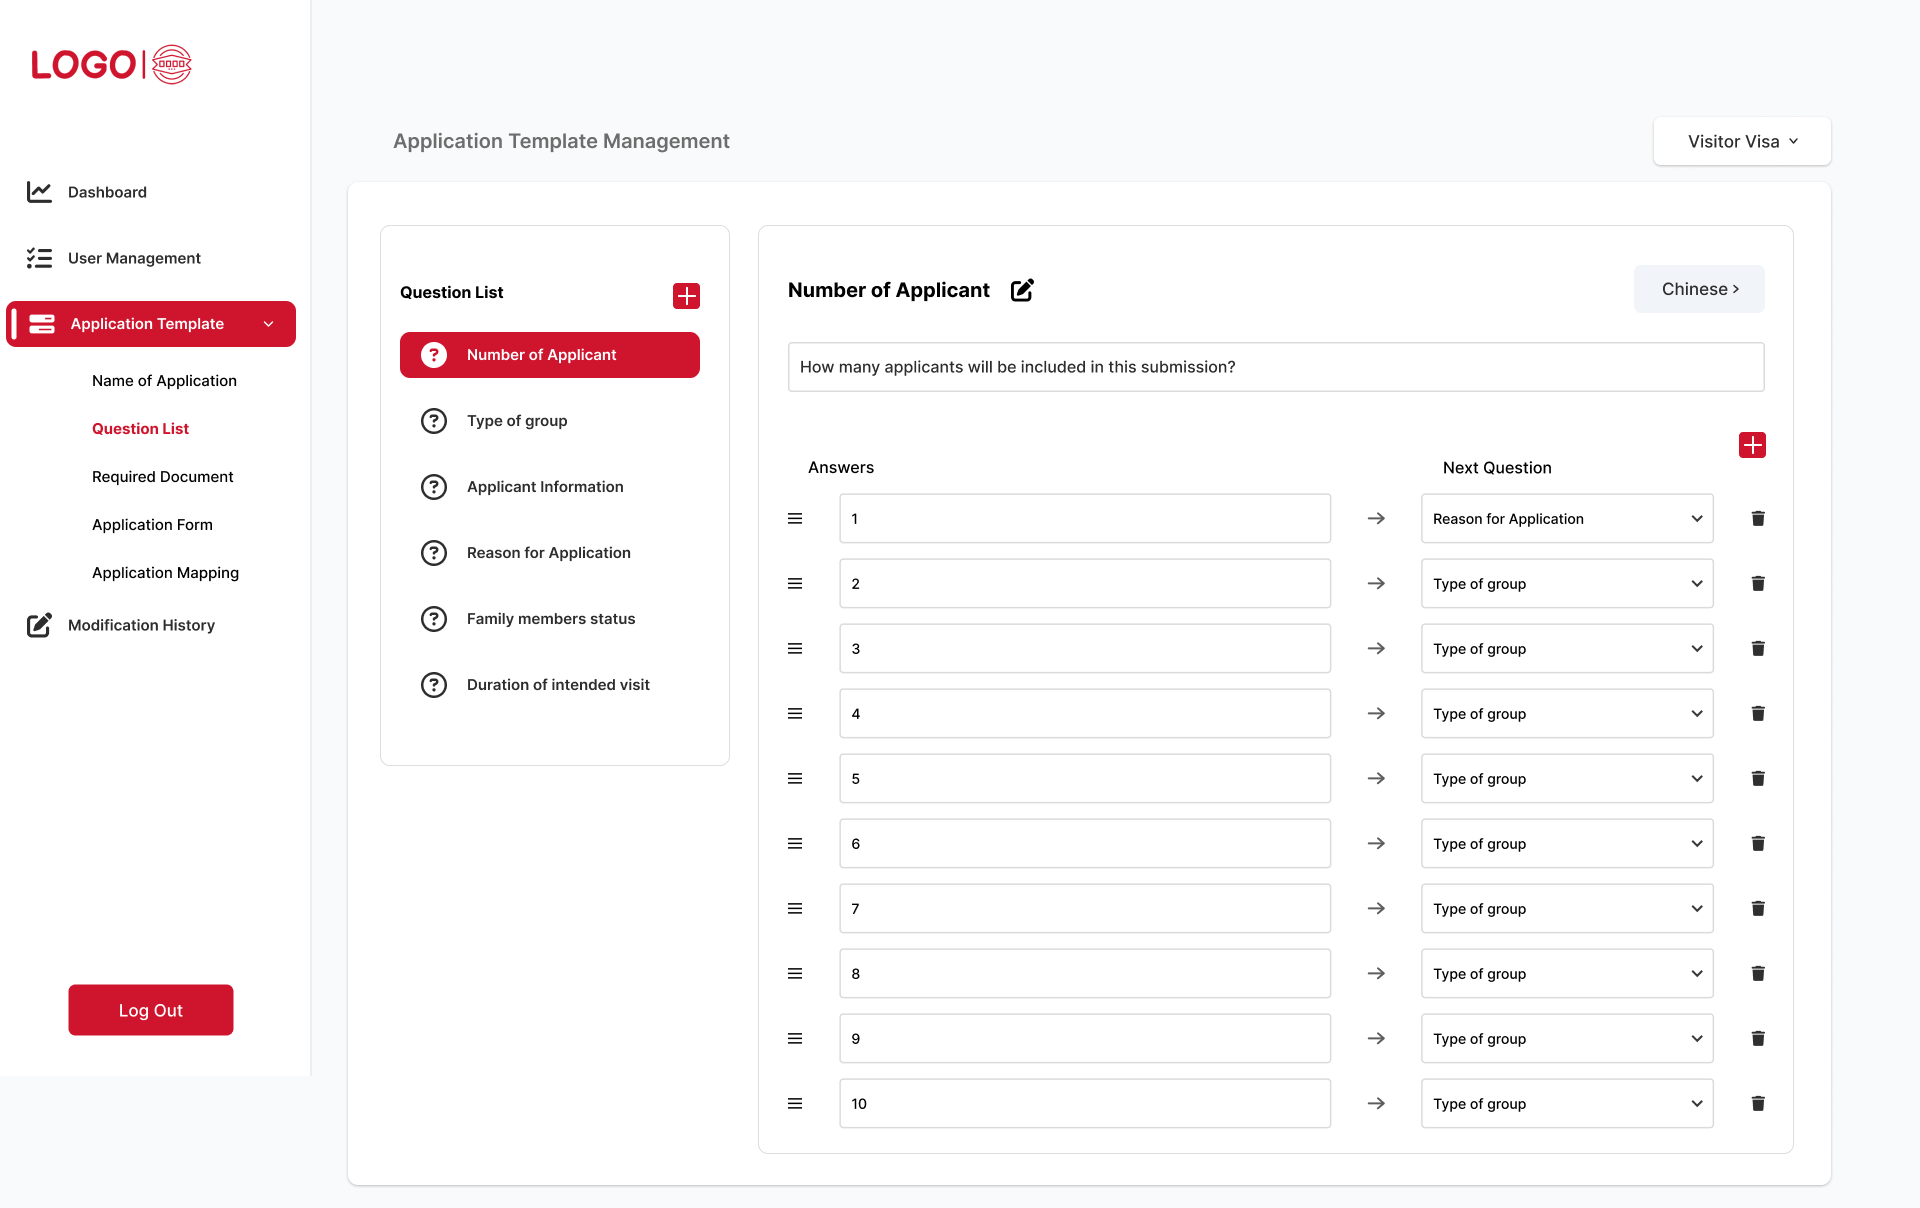 LOGO
Dashboard
User Management
Application Template
Name of Application
Question List
Required Document
Application Form
Application Mapping
Modification History
Log Out
Application Template Management
Visitor Visa
Question List
Number of Applicant
Type of group
Applicant Information
Reason for Application
Family members status
Duration of intended visit
Number of Applicant
Chinese >
How many applicants will be included in this submission?
Answers
Next Question
1
Reason for Application
2
Type of group
3
Type of group
4
Type of group
5
Type of group
6
Type of group
7
Type of group
8
Type of group
9
Type of group
10
Type of group